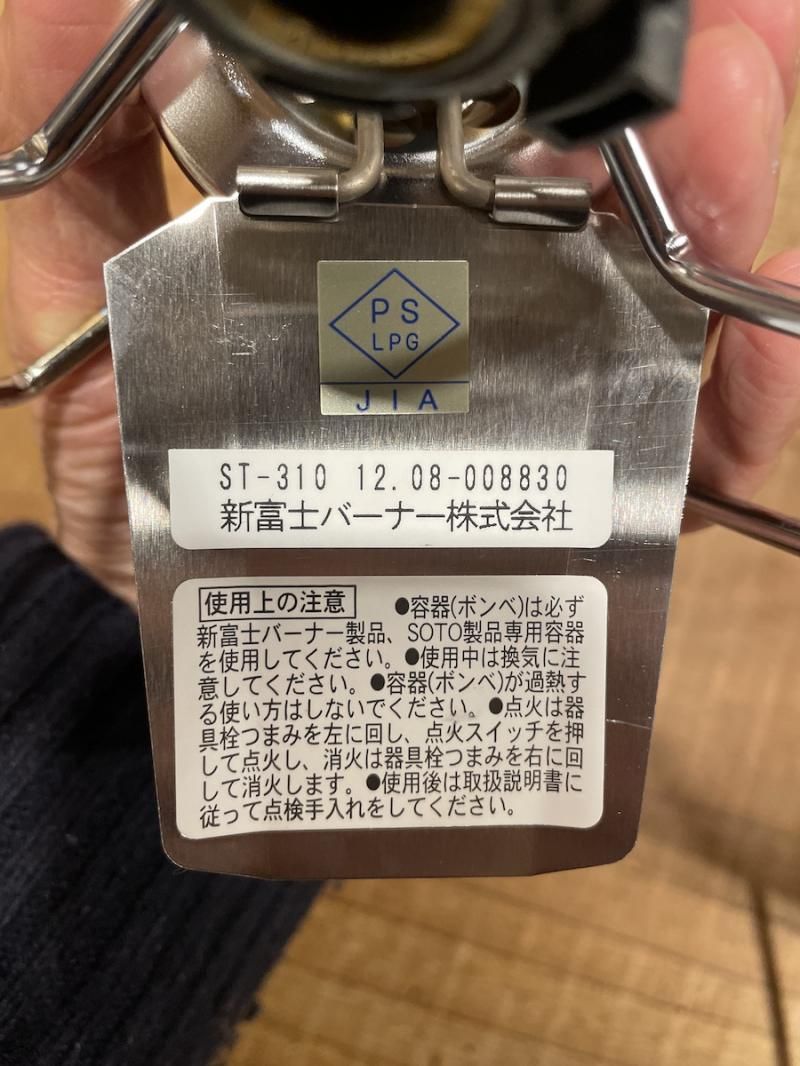 PS
LPG
JIA
ST-310 12.08-008830
新富士バーナー株式会社
使用上の注意 ●容器(ボンベ)は必ず
新富士バーナー製品、SOTO製品専用容器
を使用してください。●使用中は換気に注
意してください。●容器(ボンベ)が過熱す
る使い方はしないでください。●点火は器
具栓つまみを左に回し、点火スイッチを押
して点火し、消火は器具栓つまみを右に回
して消火します。●使用後は取扱説明書に
従って点検手入れをしてください。